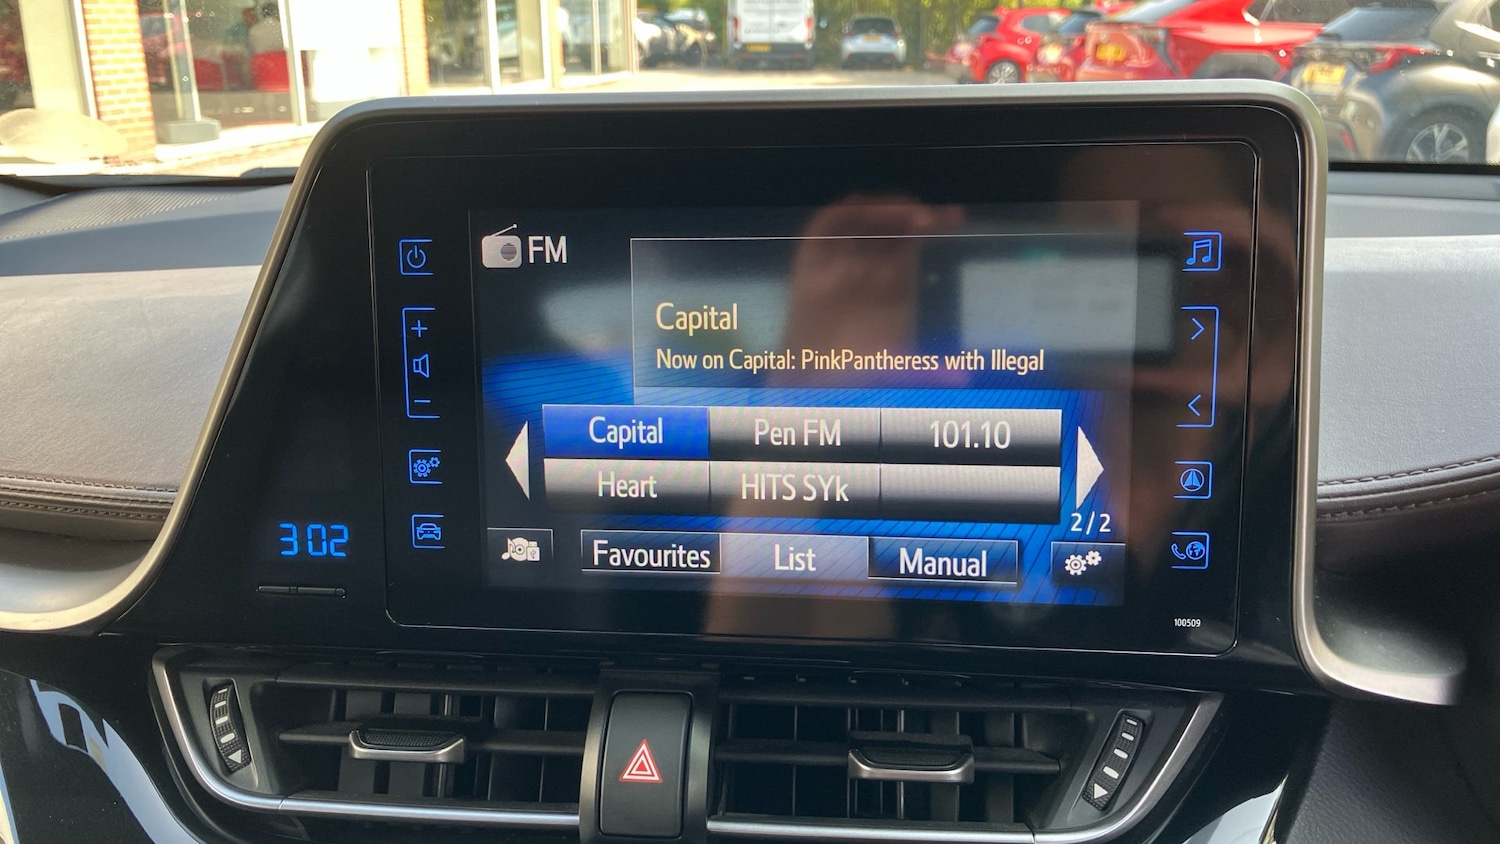 FM
Capital
Now on Capital: PinkPantheress with Illegal
Capital Pen FM 101.10
Heart HITS SYk
2/2
Favourites List Manual
3:02
100509